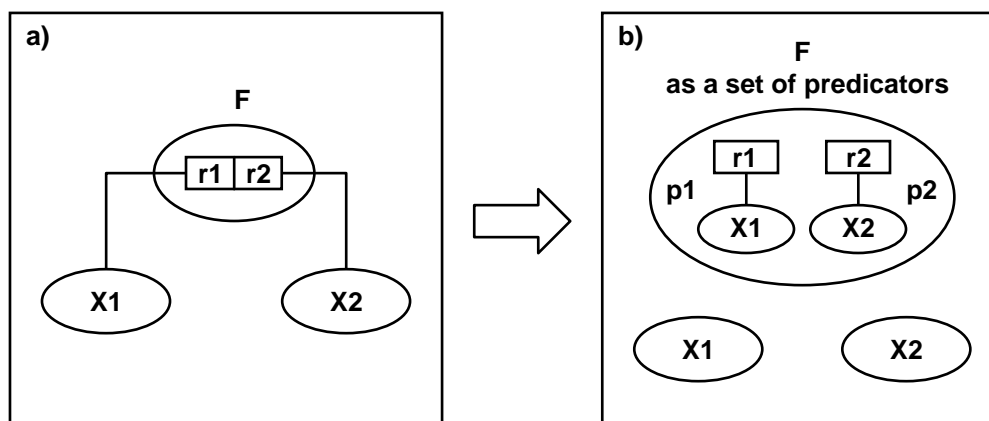 a)
F
r1 r2
X1 X2
b)
F
as a set of predicators
r1 r2
p1 p2
X1 X2
X1 X2